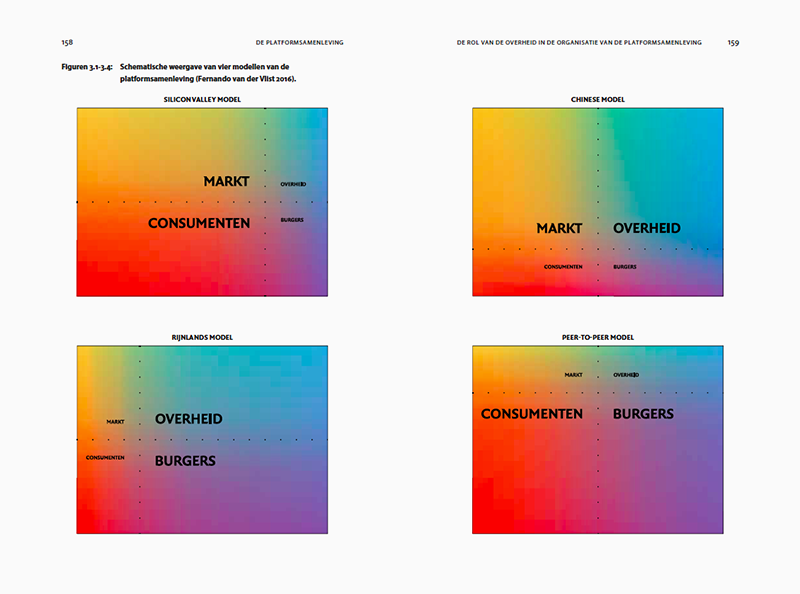 158
DE PLATFORMSAMENLEVING
DE ROL VAN DE OVERHEID IN DE ORGANISATIE VAN DE PLATFORMSAMENLEVING
159
Figuren 3.1-3.4: Schematische weergave van vier modellen van de
platformsamenleving (Fernando van der Vlist 2016).
SILICON VALLEY MODEL
MARKT
OVERHEID
CONSUMENTEN
BURGERS
CHINESE MODEL
MARKT
OVERHEID
CONSUMENTEN
BURGERS
RIJNLANDS MODEL
MARKT
OVERHEID
CONSUMENTEN
BURGERS
PEER-TO-PEER MODEL
MARKT
OVERHEID
CONSUMENTEN
BURGERS